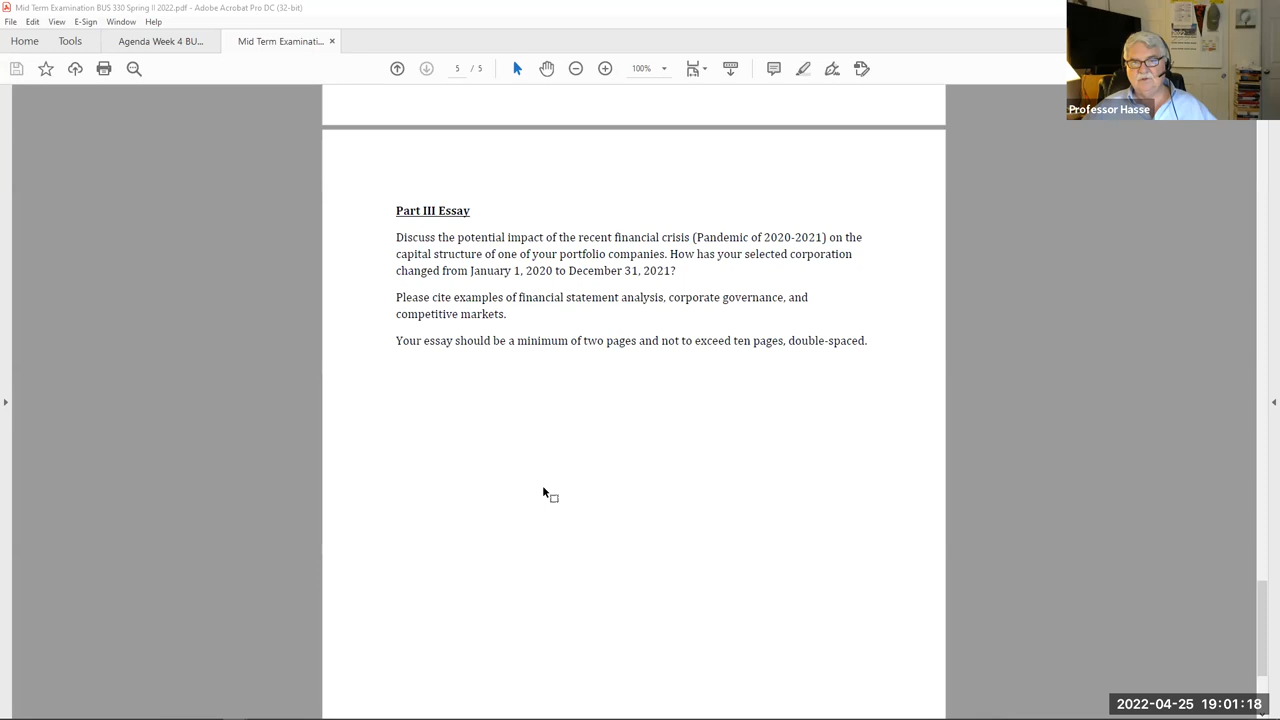 Mid Term Examination BUS 330 Spring II 2022.pdf - Adobe Acrobat Pro DC (32-bit)
File Edit View E-Sign Window Help
Home Tools Agenda Week 4 BU... Mid Term Examinati... ×
5 / 5 100%
Professor Hasse
Part III Essay
Discuss the potential impact of the recent financial crisis (Pandemic of 2020-2021) on the
capital structure of one of your portfolio companies. How has your selected corporation
changed from January 1, 2020 to December 31, 2021?
Please cite examples of financial statement analysis, corporate governance, and
competitive markets.
Your essay should be a minimum of two pages and not to exceed ten pages, double-spaced.
2022-04-25 19:01:18